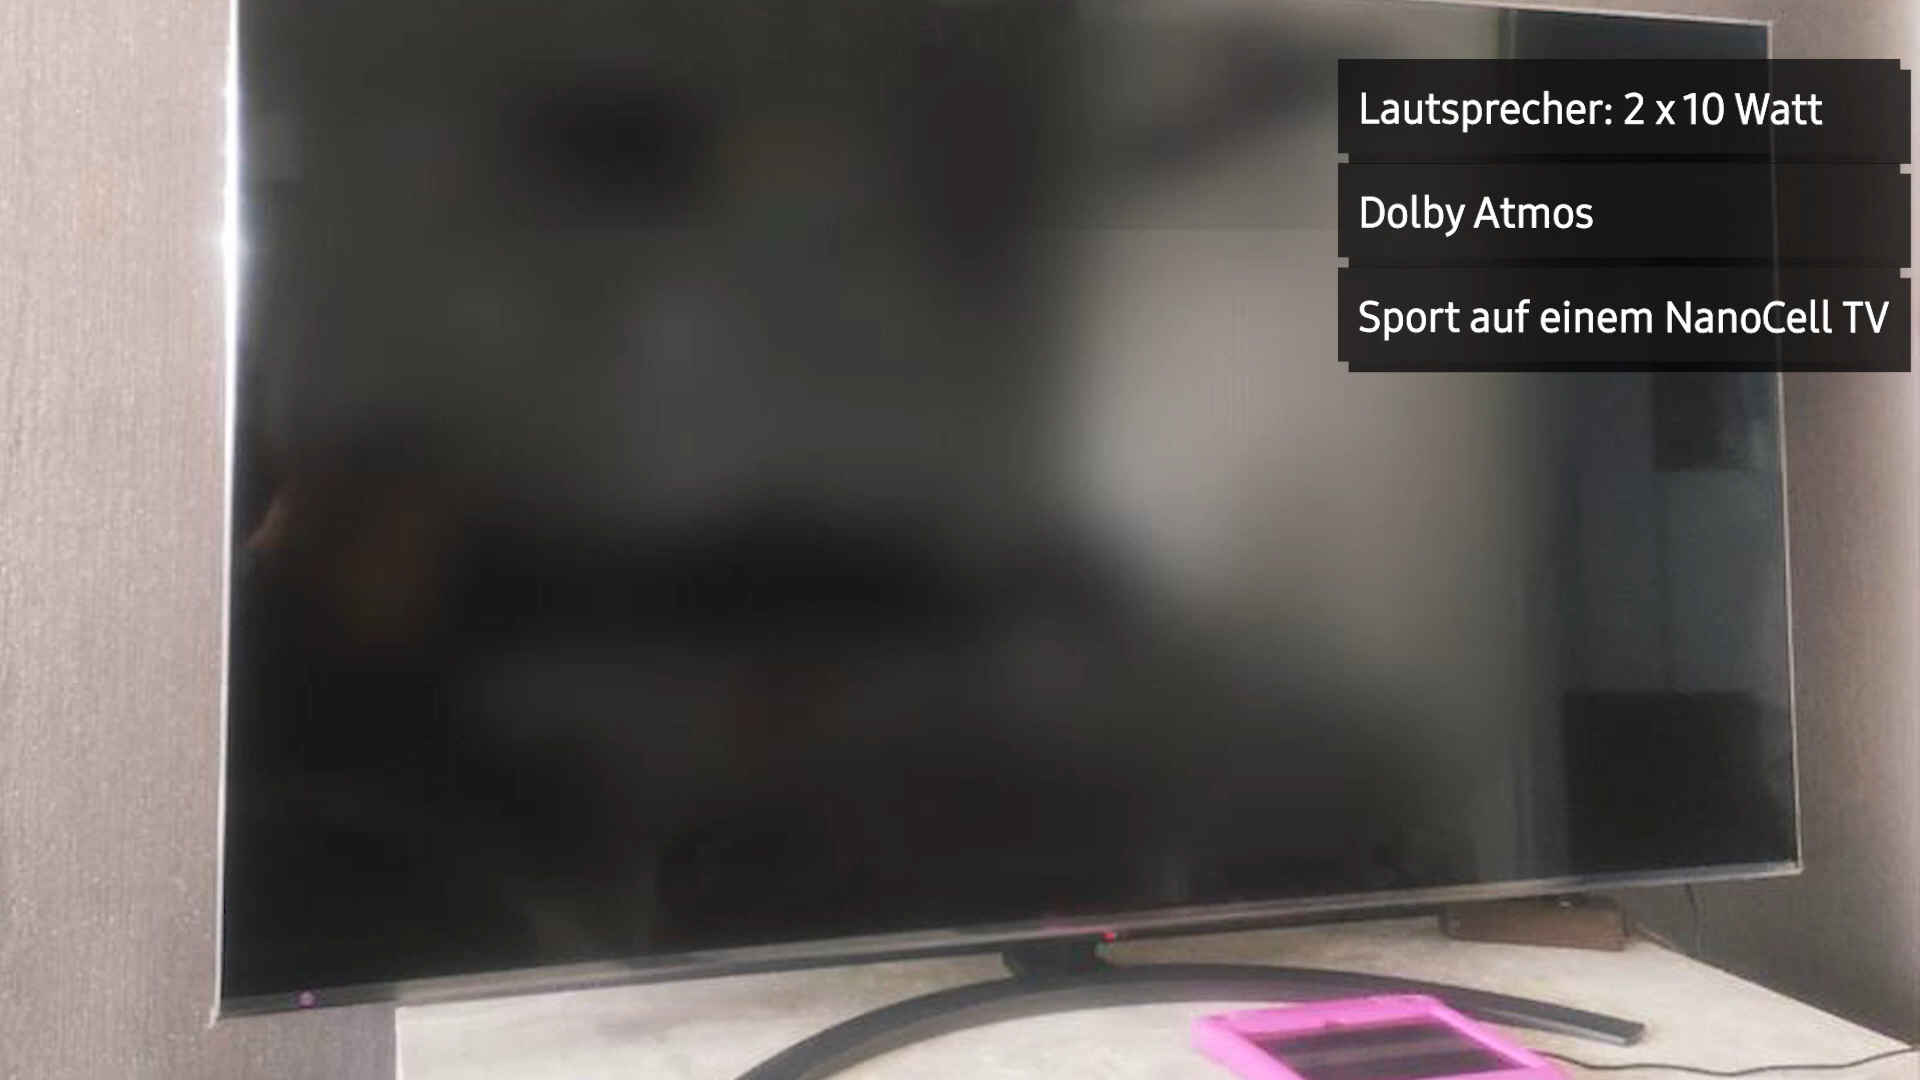 Lautsprecher: 2 x 10 Watt
Dolby Atmos
Sport auf einem NanoCell TV